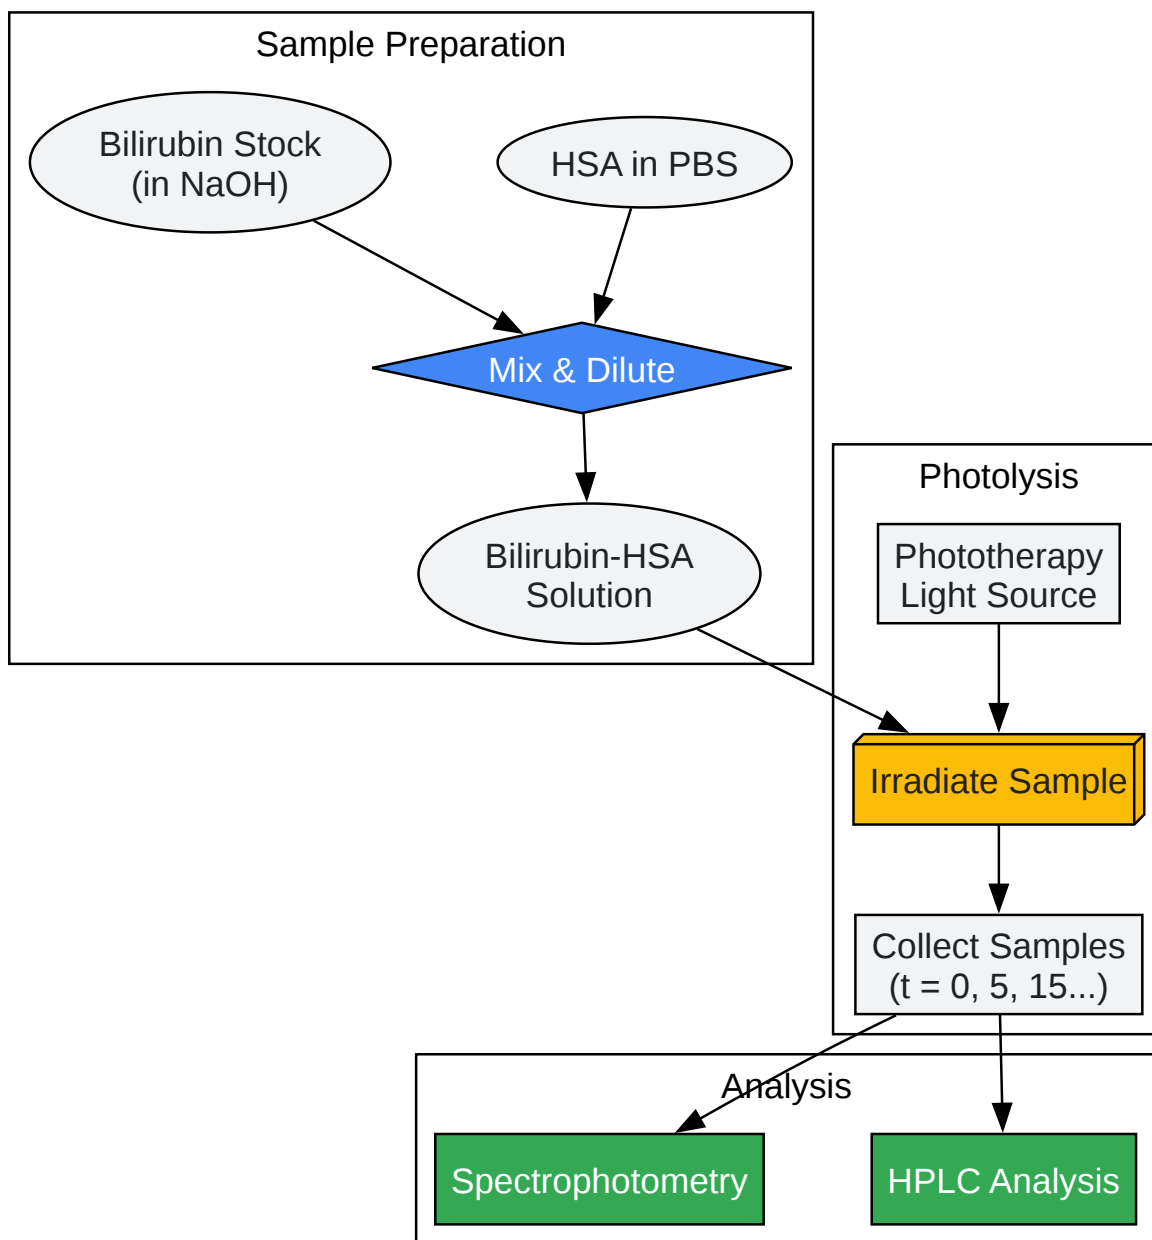 Sample Preparation
Bilirubin Stock
(in NaOH)
HSA in PBS
Mix & Dilute
Bilirubin-HSA
Solution
Photolysis
Phototherapy
Light Source
Irradiate Sample
Collect Samples
(t = 0, 5, 15...)
Analysis
Spectrophotometry
HPLC Analysis